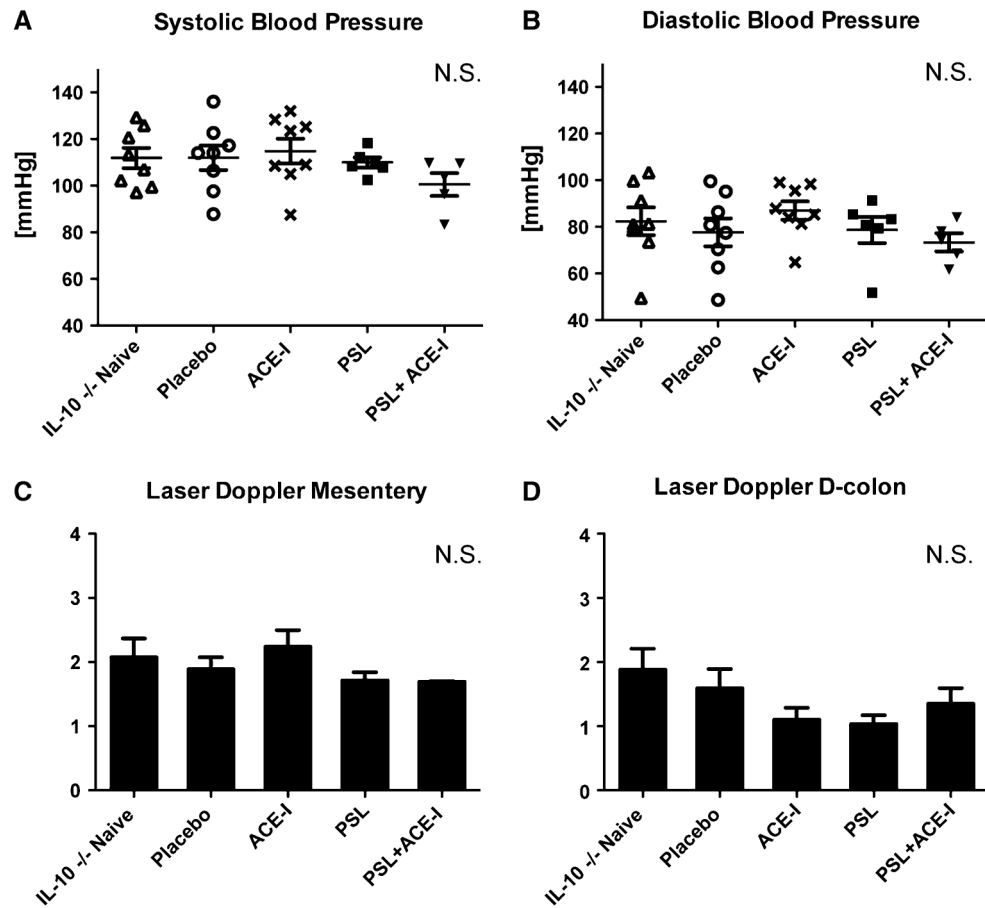 A
Systolic Blood Pressure
N.S.
[mmHg]
140
120
100
80
60
40
IL-10 -/- Naive
Placebo
ACE-I
PSL
PSL+ ACE-I
B
Diastolic Blood Pressure
N.S.
[mmHg]
140
120
100
80
60
40
IL-10 -/- Naive
Placebo
ACE-I
PSL
PSL+ ACE-I
C
Laser Doppler Mesentery
N.S.
4
3
2
1
0
IL-10 -/- Naive
Placebo
ACE-I
PSL
PSL+ACE-I
D
Laser Doppler D-colon
N.S.
4
3
2
1
0
IL-10 -/- Naive
Placebo
ACE-I
PSL
PSL+ACE-I